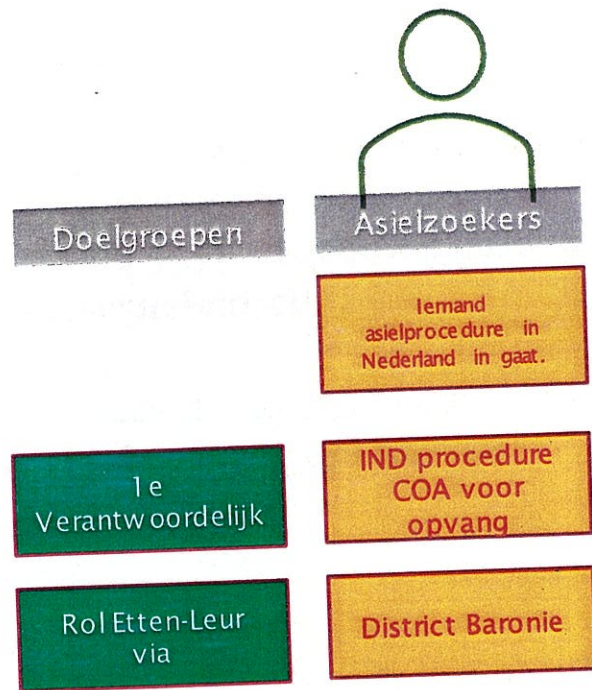 Doelgroepen
Asielzoekers
Iemand
asielprocedure in
Nederland in gaat.
1e
Verantwoordelijk
IND procedure
COA voor
opvang
Rol Etten-Leur
via
District Baronie